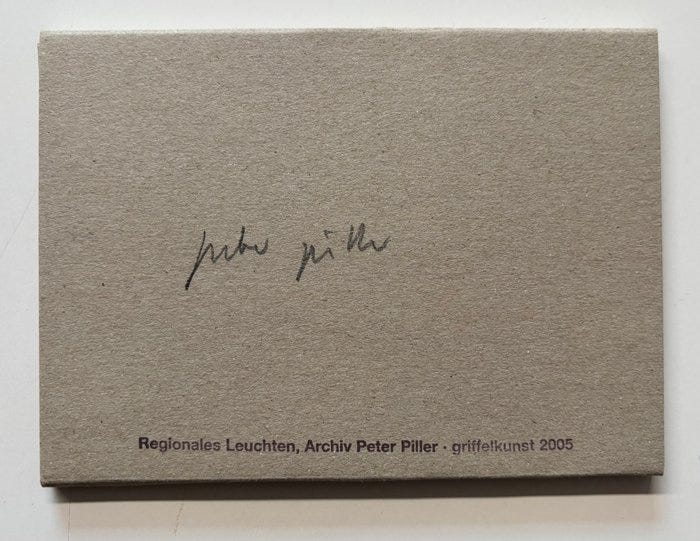 peter piller
Regionales Leuchten, Archiv Peter Piller · griffelkunst 2005